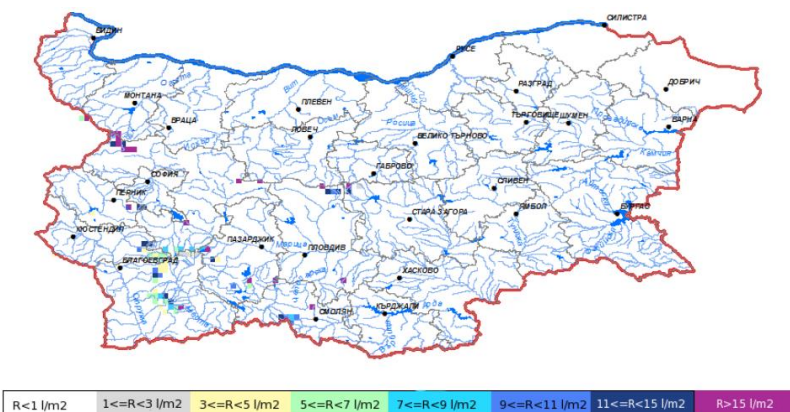 СИЛИСТРА
ВИДИН
РУСЕ
РАЗГРАД
ДОБРИЧ
МОНТАНА
ПЛЕВЕН
ВРАЦА
ТЪРГОВИЩЕ ШУМЕН
ВАРНА
ЛОВЕЧ
Росица
ВЕЛИКО ТЪРНОВО
Камчия
ГАБРОВО
СОФИЯ
СЛИВЕН
ПЕРНИК
ЯМБОЛ
БУРГАС
СТАРА ЗАГОРА
КЮСТЕНДИЛ
ПАЗАРДЖИК
Марица
ПЛОВДИВ
БЛАГОЕВГРАД
ХАСКОВО
СМОЛЯН
КЪРДЖАЛИ
R<1 l/m2 1<=R<3 l/m2 3<=R<5 l/m2 5<=R<7 l/m2 7<=R<9 l/m2 9<=R<11 l/m2 11<=R<15 l/m2 R>15 l/m2